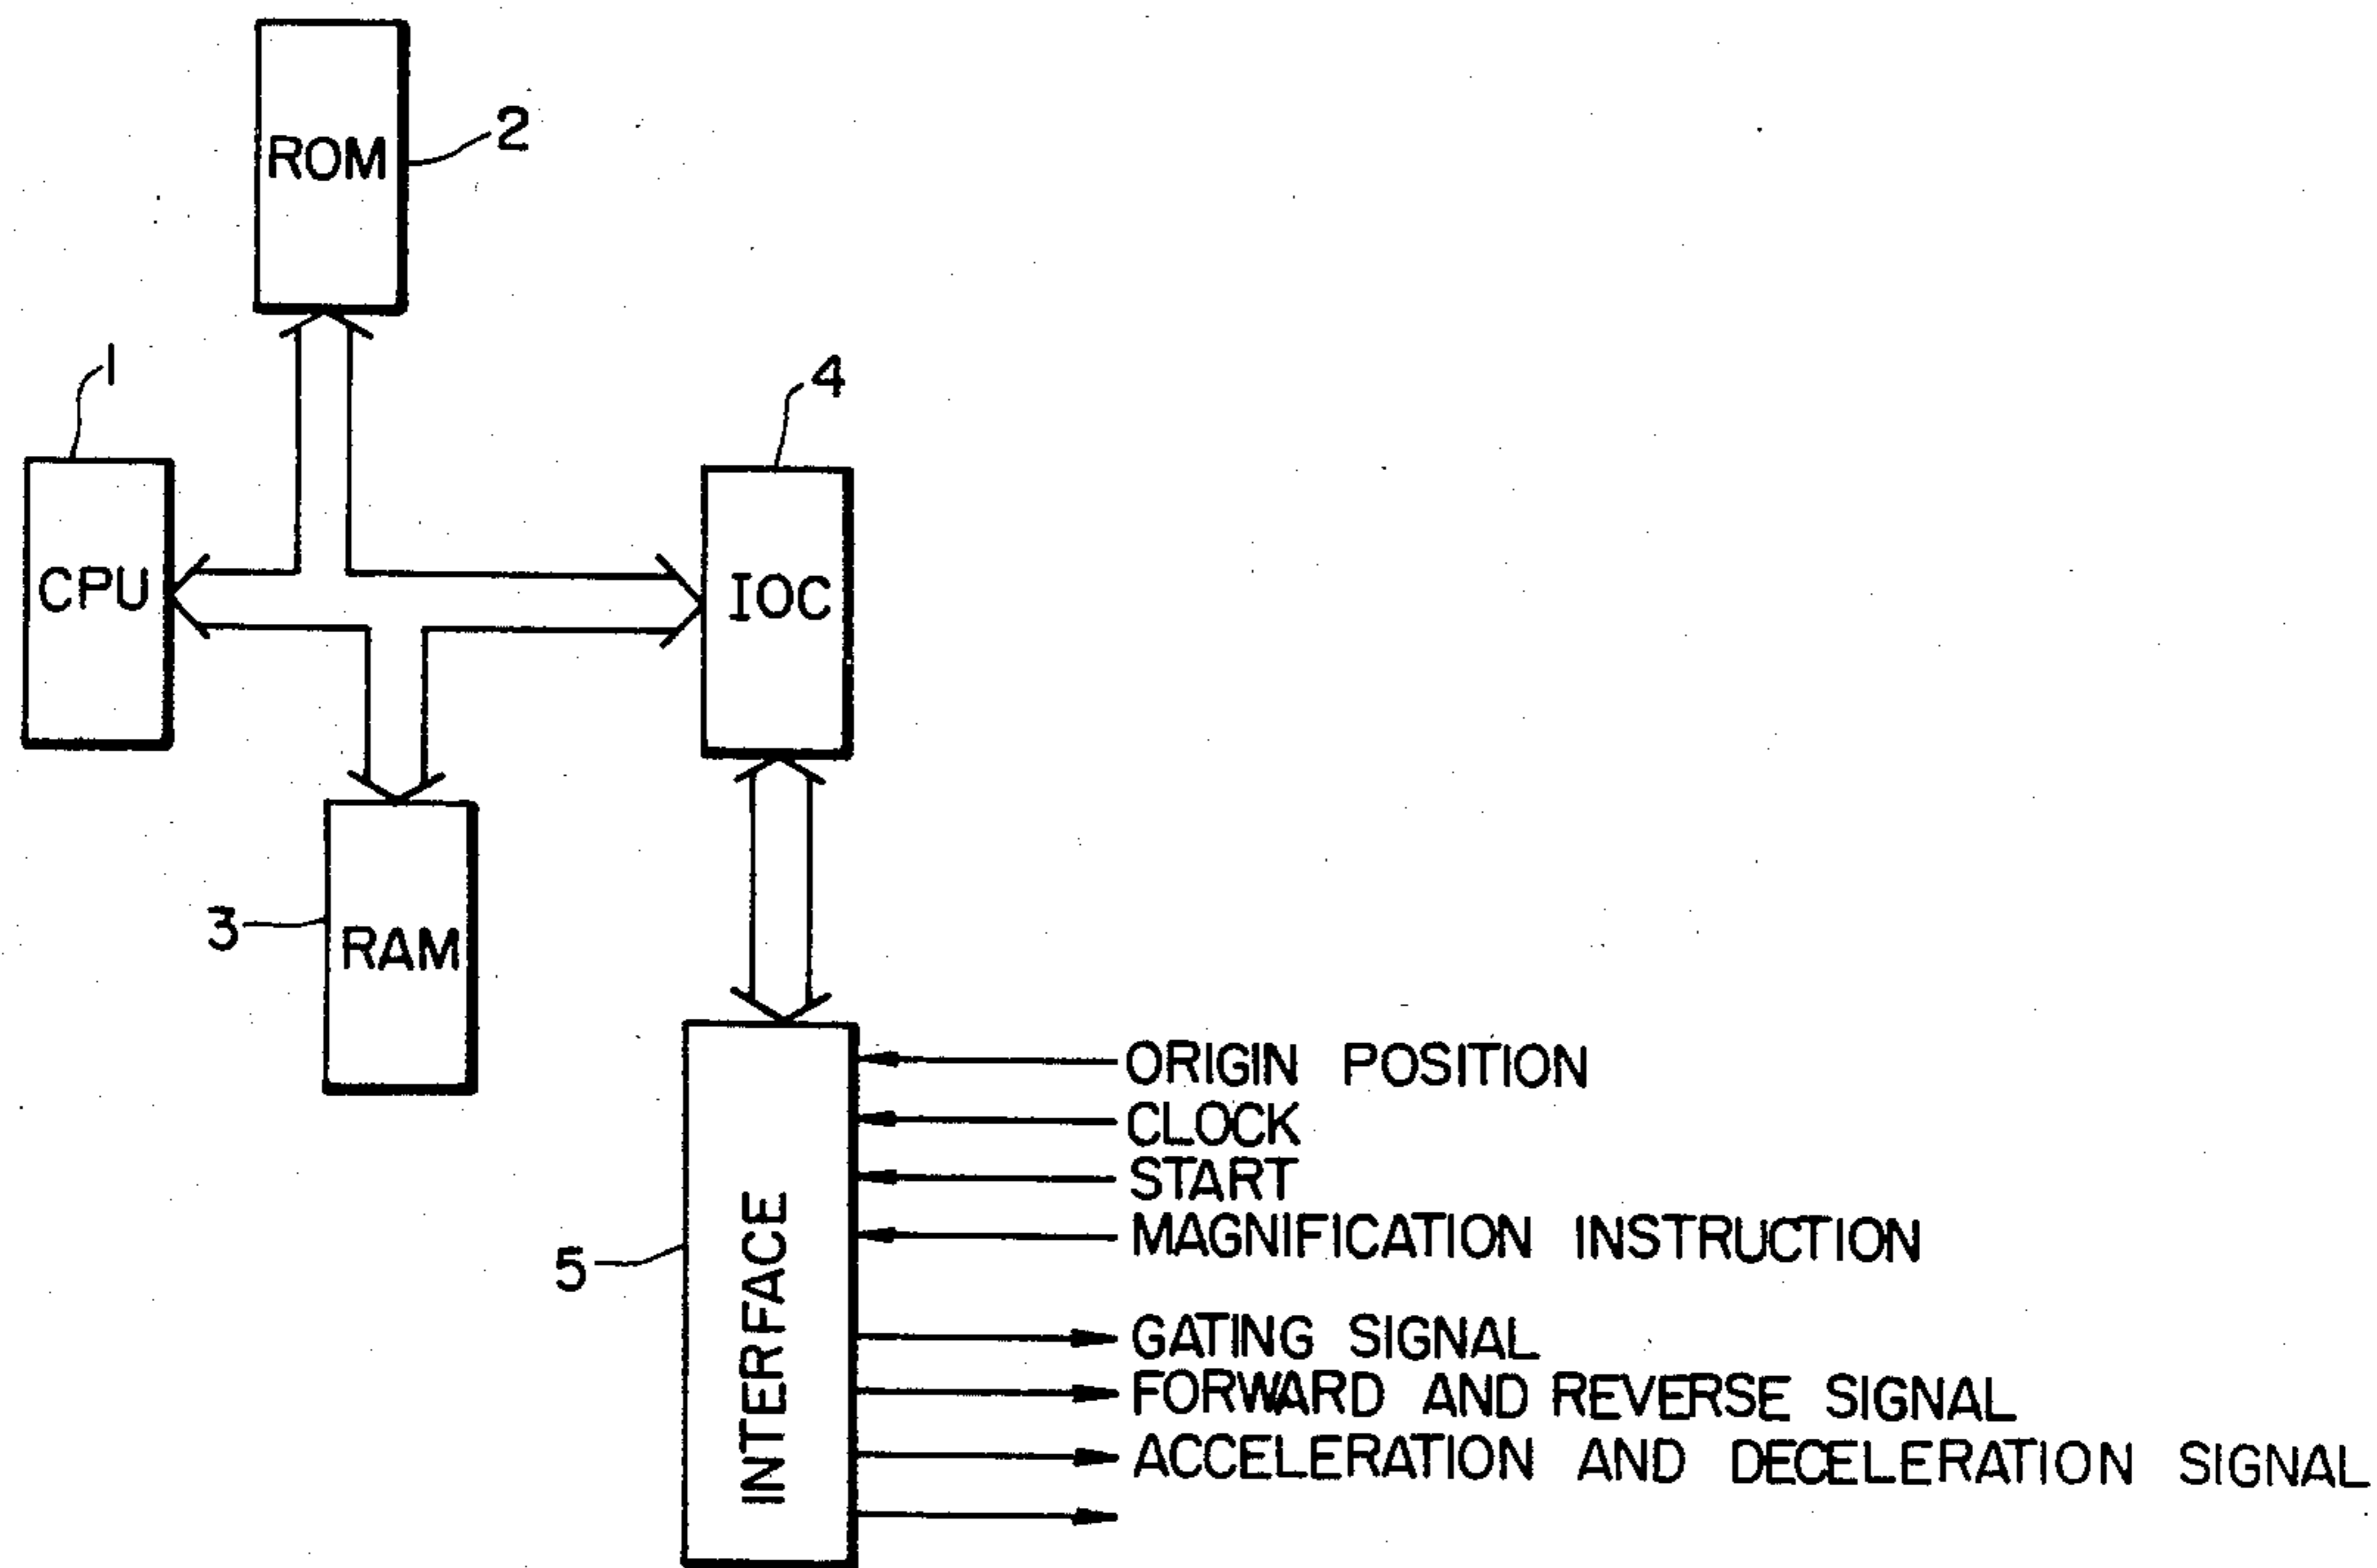 ROM
2
1
CPU
4
IOC
3
RAM
5
INTERFACE
ORIGIN POSITION
CLOCK
START
MAGNIFICATION INSTRUCTION
GATING SIGNAL
FORWARD AND REVERSE SIGNAL
ACCELERATION AND DECELERATION SIGNAL